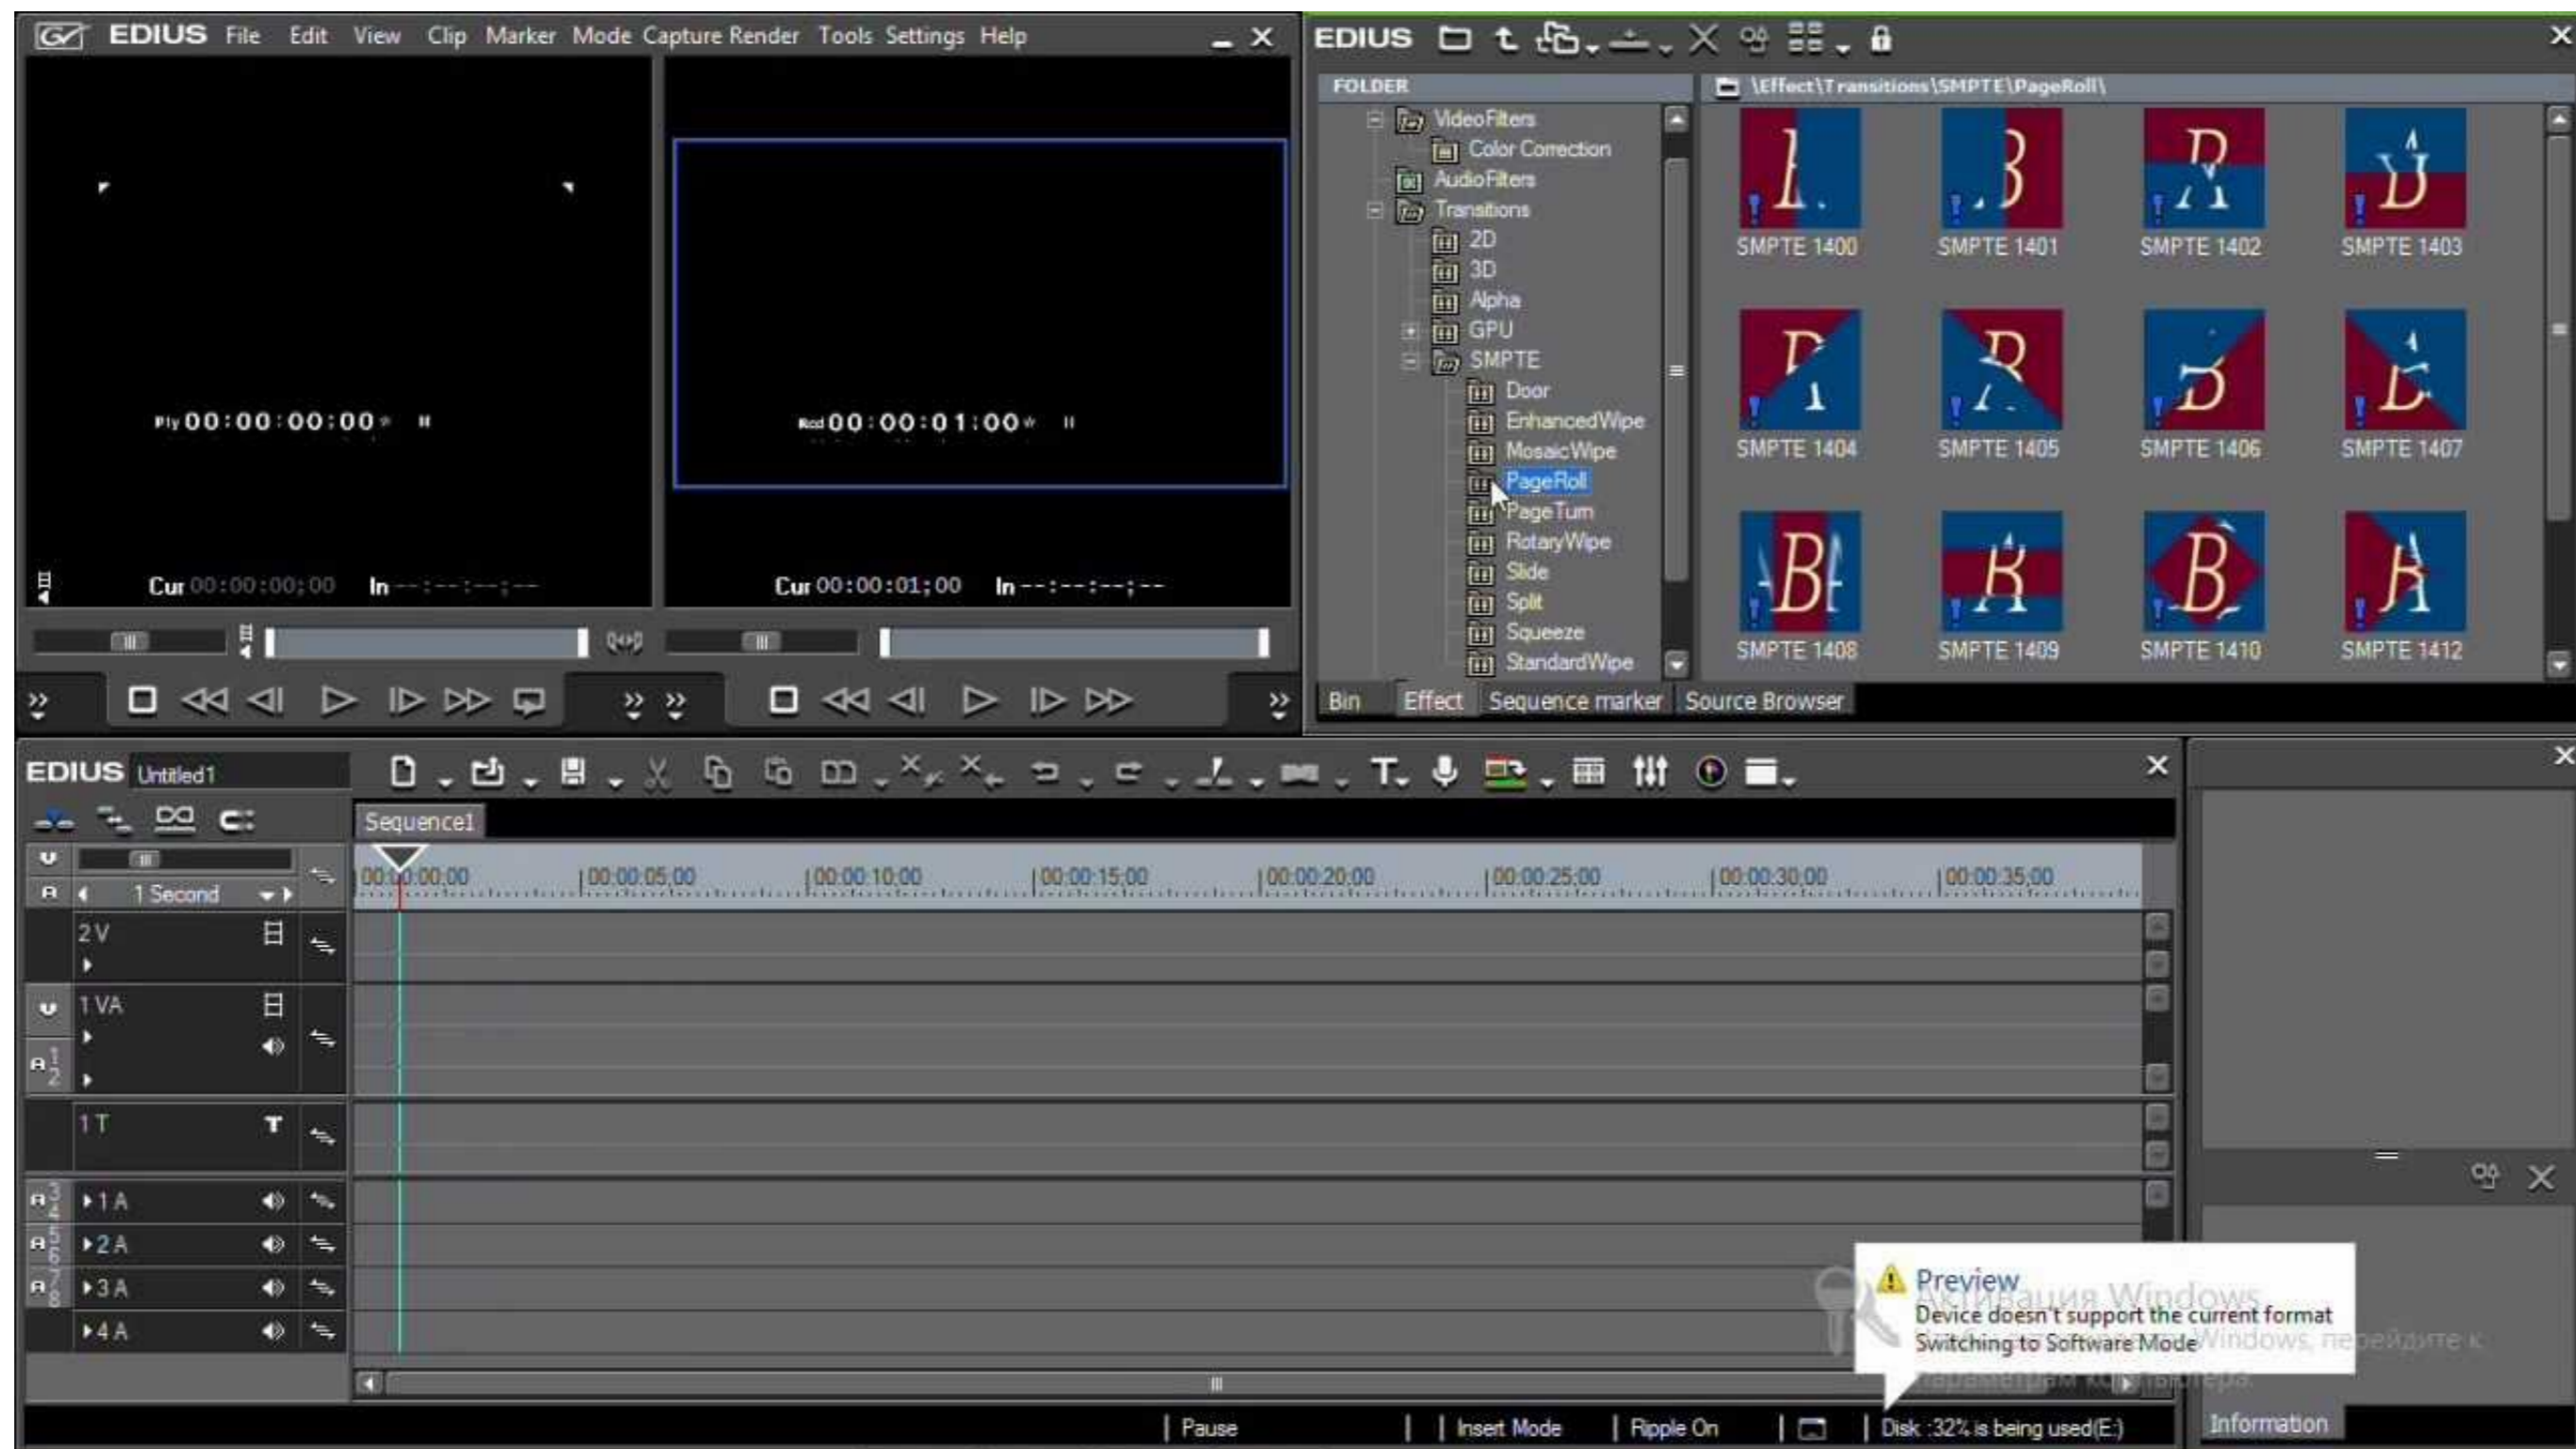 EDIUS File Edit View Clip Marker Mode Capture Render Tools Settings Help
Ply 00:00:00:00
Rcd 00:00:01:00
Cur 00:00:00;00 In --:--:--;--
Cur 00:00:01;00 In --:--:--;--
EDIUS
FOLDER
\Effect\Transitions\SMPTE\PageRoll\
VideoFilters
Color Correction
AudioFilters
Transitions
2D
3D
Alpha
GPU
SMPTE
Door
EnhancedWipe
MosaicWipe
PageRoll
PageTurn
RotaryWipe
Slide
Split
Squeeze
StandardWipe
SMPTE 1400 SMPTE 1401 SMPTE 1402 SMPTE 1403
SMPTE 1404 SMPTE 1405 SMPTE 1406 SMPTE 1407
SMPTE 1408 SMPTE 1409 SMPTE 1410 SMPTE 1412
Bin Effect Sequence marker Source Browser
EDIUS Untitled1
Sequence1
1 Second
00:00:00;00 00:00:05;00 00:00:10;00 00:00:15;00 00:00:20;00 00:00:25;00 00:00:30;00 00:00:35;00
2 V
1 VA
1 T
1 A
2 A
3 A
4 A
Preview
Активация Windows
Device doesn't support the current format
Switching to Software Mode
Windows, перейдите к
параметрам компьютера.
Pause Insert Mode Ripple On Disk :32% is being used(E:)
Information